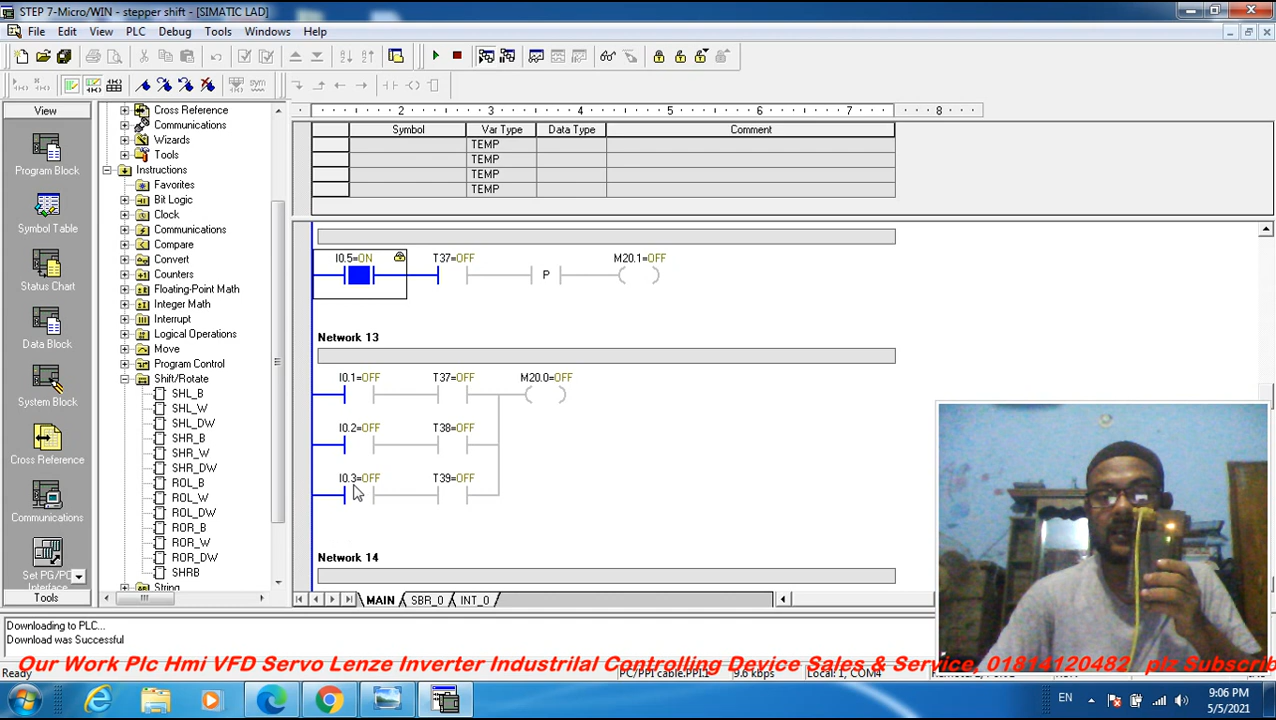 STEP 7-Micro/WIN - stepper shift - [SIMATIC LAD]
File Edit View PLC Debug Tools Windows Help
View
Program Block
Symbol Table
Status Chart
Data Block
System Block
Cross Reference
Communications
Set PG/PC
Interface
Tools
Cross Reference
Communications
Wizards
Tools
Instructions
Favorites
Bit Logic
Clock
Communications
Compare
Convert
Counters
Floating-Point Math
Integer Math
Interrupt
Logical Operations
Move
Program Control
Shift/Rotate
SHL_B
SHL_W
SHL_DW
SHR_B
SHR_W
SHR_DW
ROL_B
ROL_W
ROL_DW
ROR_B
ROR_W
ROR_DW
SHRB
String
2 3 4 5 6 7 8
Symbol Var Type Data Type Comment
TEMP
TEMP
TEMP
TEMP
I0.5=ON T37=OFF M20.1=OFF
P
Network 13
I0.1=OFF T37=OFF M20.0=OFF
I0.2=OFF T38=OFF
I0.3=OFF T39=OFF
Network 14
MAIN SBR_0 INT_0
Downloading to PLC...
Download was Successful
Our Work Plc Hmi VFD Servo Lenze Inverter Industrilal Controlling Device Sales & Service, 01814120482 plz Subscrib
Ready PC/PPI cable.PPI.1 9.6 kbps Local: 1, COM4
EN 9:06 PM
5/5/2021